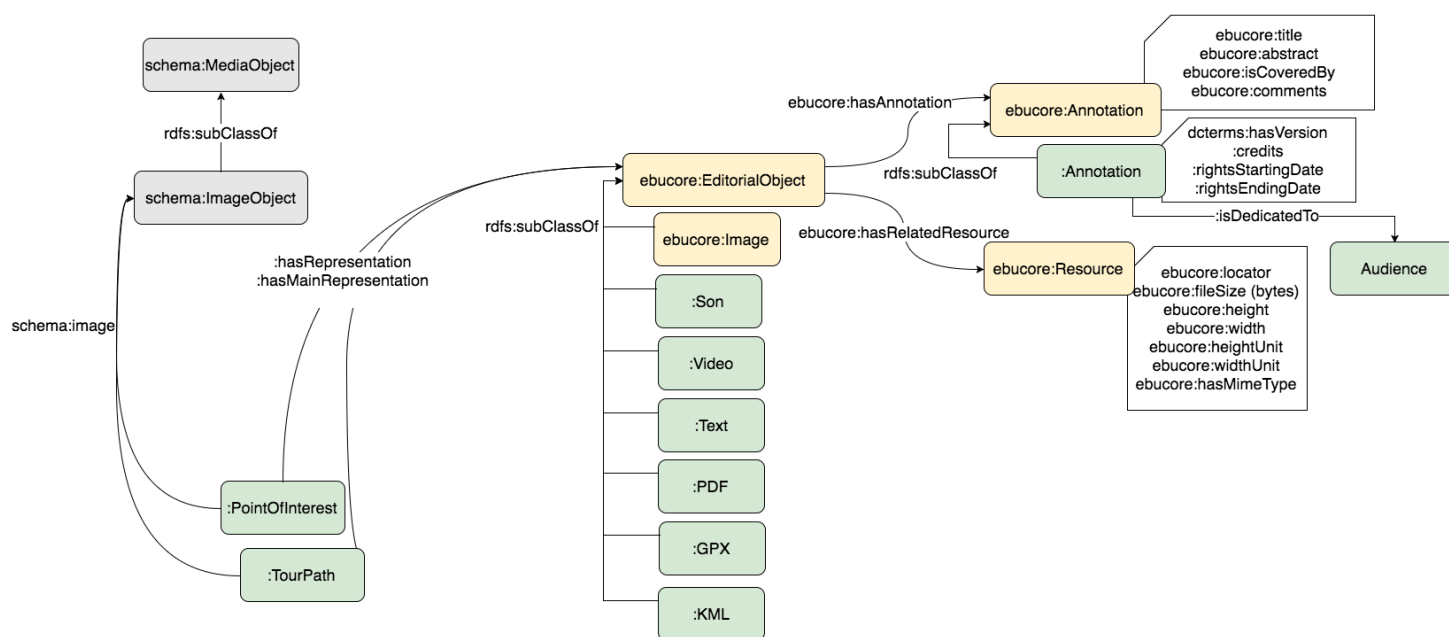 schema:MediaObject
rdfs:subClassOf
schema:ImageObject
schema:image
:hasRepresentation
:hasMainRepresentation
:PointOfInterest
:TourPath
ebucore:EditorialObject
rdfs:subClassOf
ebucore:Image
:Son
:Video
:Text
:PDF
:GPX
:KML
ebucore:hasAnnotation
ebucore:Annotation
ebucore:title
ebucore:abstract
ebucore:isCoveredBy
ebucore:comments
rdfs:subClassOf
:Annotation
dcterms:hasVersion
:credits
:rightsStartingDate
:rightsEndingDate
:isDedicatedTo
Audience
ebucore:hasRelatedResource
ebucore:Resource
ebucore:locator
ebucore:fileSize (bytes)
ebucore:height
ebucore:width
ebucore:heightUnit
ebucore:widthUnit
ebucore:hasMimeType